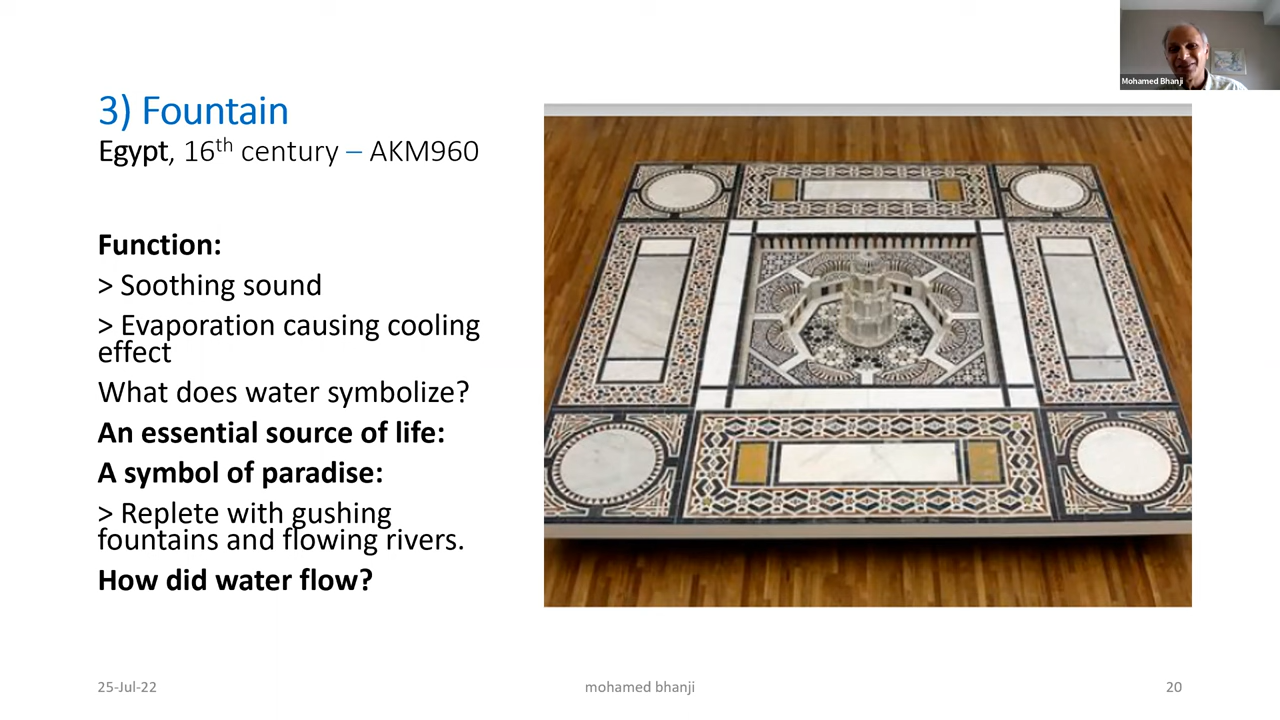 Mohamed Bhanji
3) Fountain
Egypt, 16th century – AKM960
Function:
> Soothing sound
> Evaporation causing cooling
effect
What does water symbolize?
An essential source of life:
A symbol of paradise:
> Replete with gushing
fountains and flowing rivers.
How did water flow?
25-Jul-22
mohamed bhanji
20